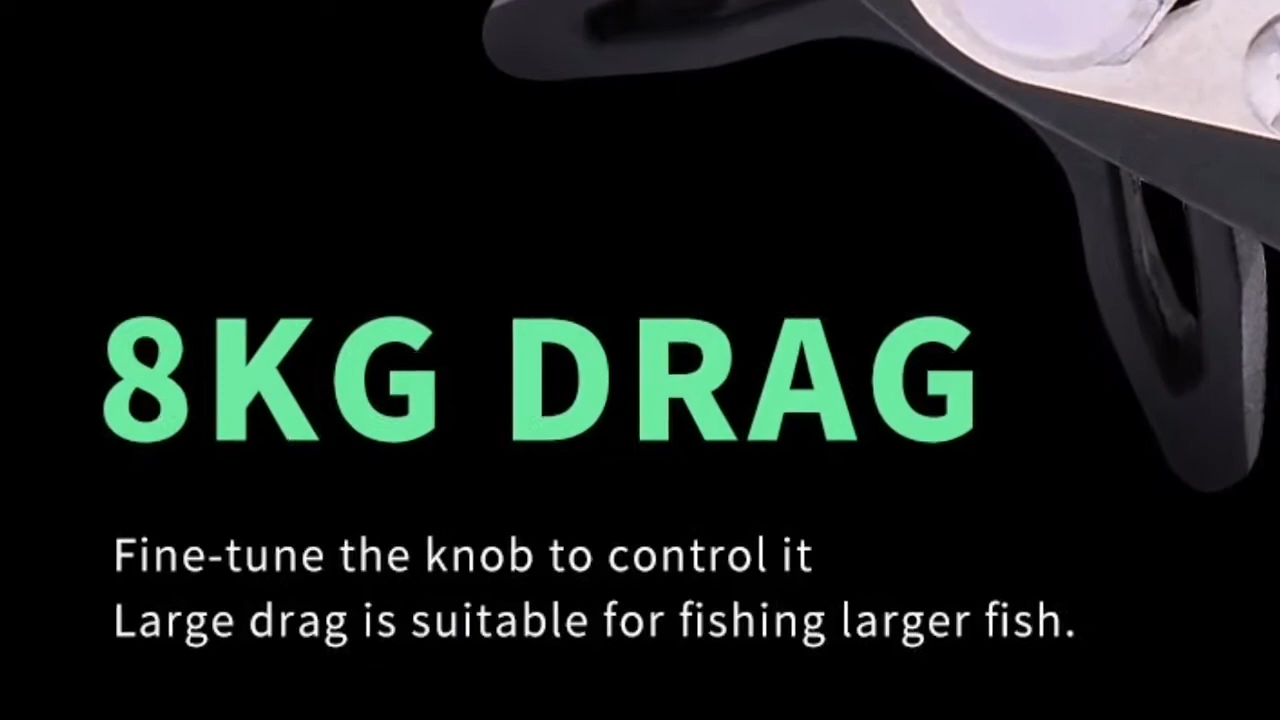 8KG DRAG
Fine-tune the knob to control it
Large drag is suitable for fishing larger fish.